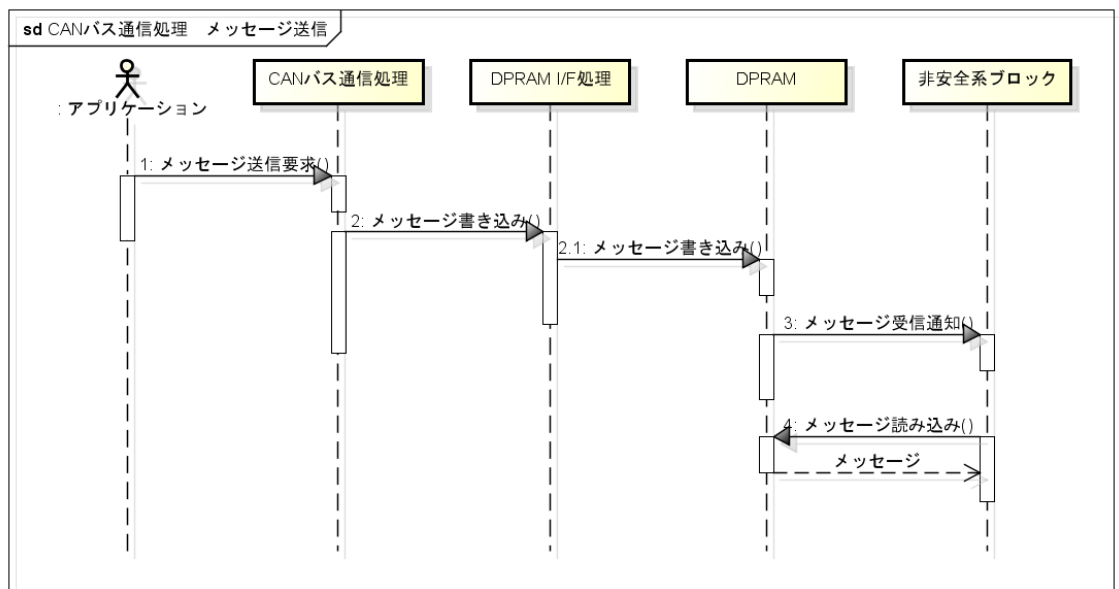 sd CANバス通信処理　メッセージ送信
: アプリケーション
CANバス通信処理
DPRAM I/F処理
DPRAM
非安全系ブロック
1: メッセージ送信要求()
2: メッセージ書き込み()
2.1: メッセージ書き込み()
3: メッセージ受信通知()
4: メッセージ読み込み()
メッセージ